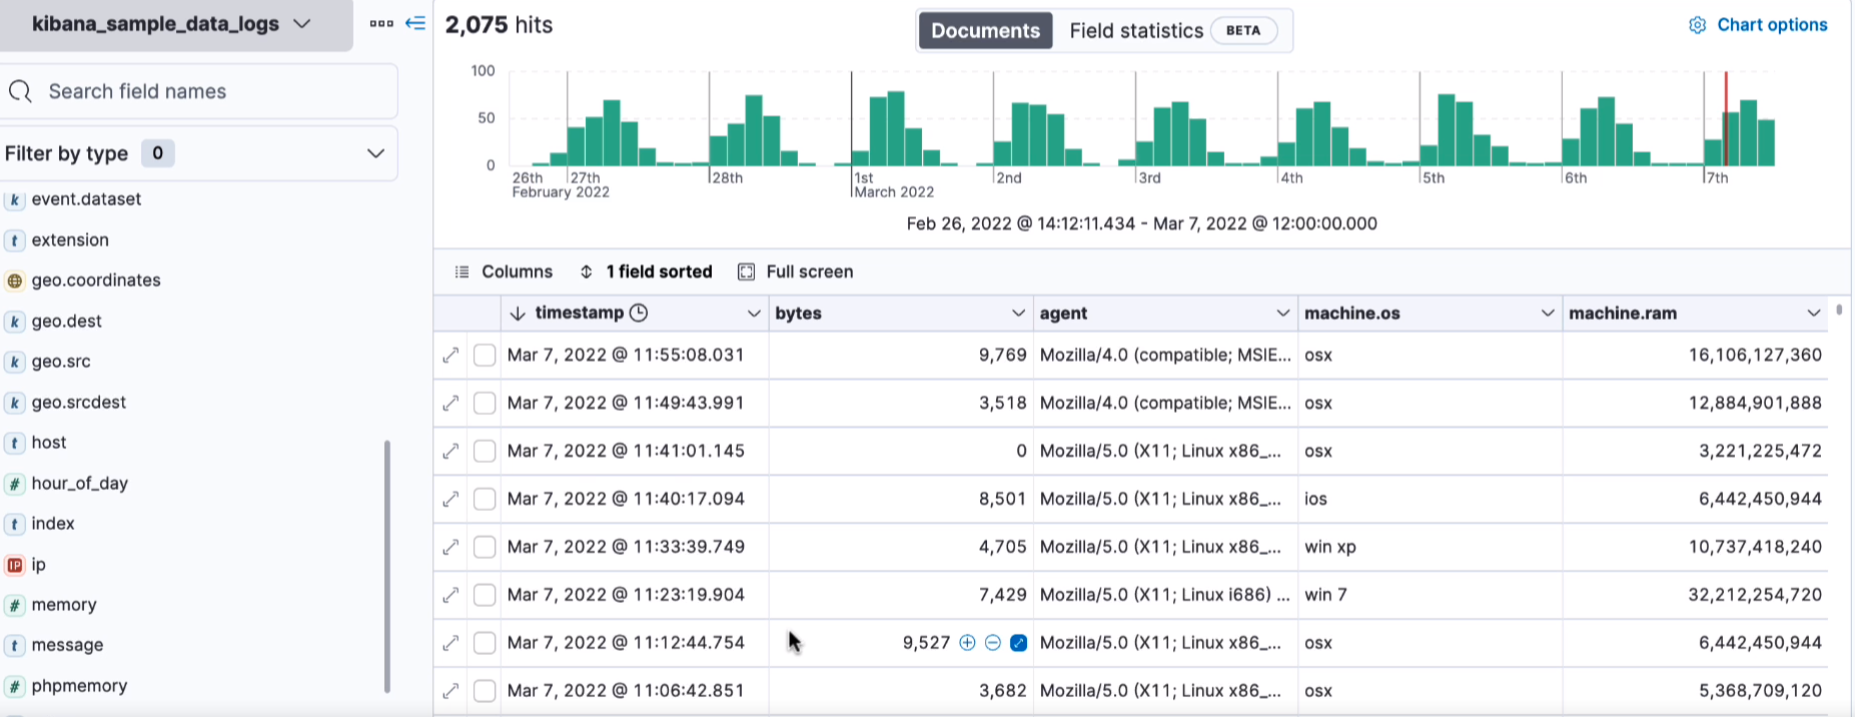 kibana_sample_data_logs
Search field names
Filter by type 0
k event.dataset
t extension
geo.coordinates
k geo.dest
k geo.src
k geo.srcdest
t host
# hour_of_day
t index
IP ip
# memory
t message
# phpmemory
2,075 hits
Documents Field statistics BETA
Chart options
100
50
0
26th 27th 28th 1st 2nd 3rd 4th 5th 6th 7th
February 2022 March 2022
Feb 26, 2022 @ 14:12:11.434 - Mar 7, 2022 @ 12:00:00.000
Columns 1 field sorted Full screen
timestamp bytes agent machine.os machine.ram
Mar 7, 2022 @ 11:55:08.031 9,769 Mozilla/4.0 (compatible; MSIE... osx 16,106,127,360
Mar 7, 2022 @ 11:49:43.991 3,518 Mozilla/4.0 (compatible; MSIE... osx 12,884,901,888
Mar 7, 2022 @ 11:41:01.145 0 Mozilla/5.0 (X11; Linux x86_... osx 3,221,225,472
Mar 7, 2022 @ 11:40:17.094 8,501 Mozilla/5.0 (X11; Linux x86_... ios 6,442,450,944
Mar 7, 2022 @ 11:33:39.749 4,705 Mozilla/5.0 (X11; Linux x86_... win xp 10,737,418,240
Mar 7, 2022 @ 11:23:19.904 7,429 Mozilla/5.0 (X11; Linux i686) ... win 7 32,212,254,720
Mar 7, 2022 @ 11:12:44.754 9,527 Mozilla/5.0 (X11; Linux x86_... osx 6,442,450,944
Mar 7, 2022 @ 11:06:42.851 3,682 Mozilla/5.0 (X11; Linux x86_... osx 5,368,709,120